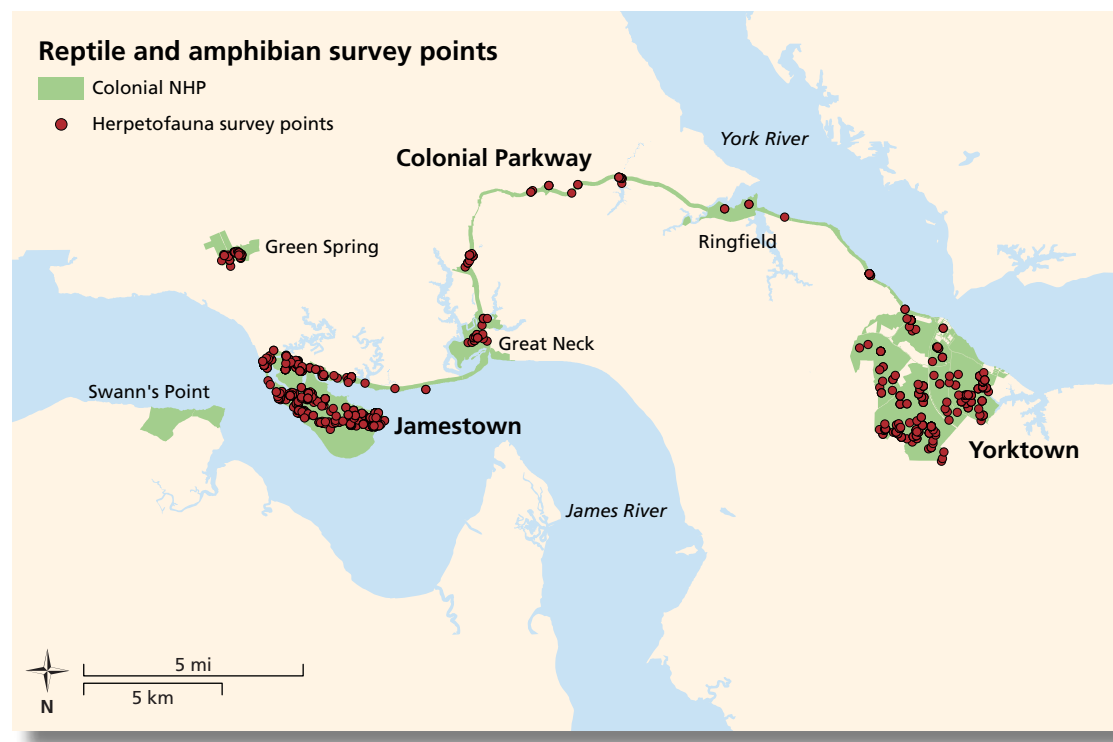 Reptile and amphibian survey points
Colonial NHP
Herpetofauna survey points
York River
Colonial Parkway
Ringfield
Green Spring
Great Neck
Swann's Point
Jamestown
Yorktown
James River
5 mi
5 km
N